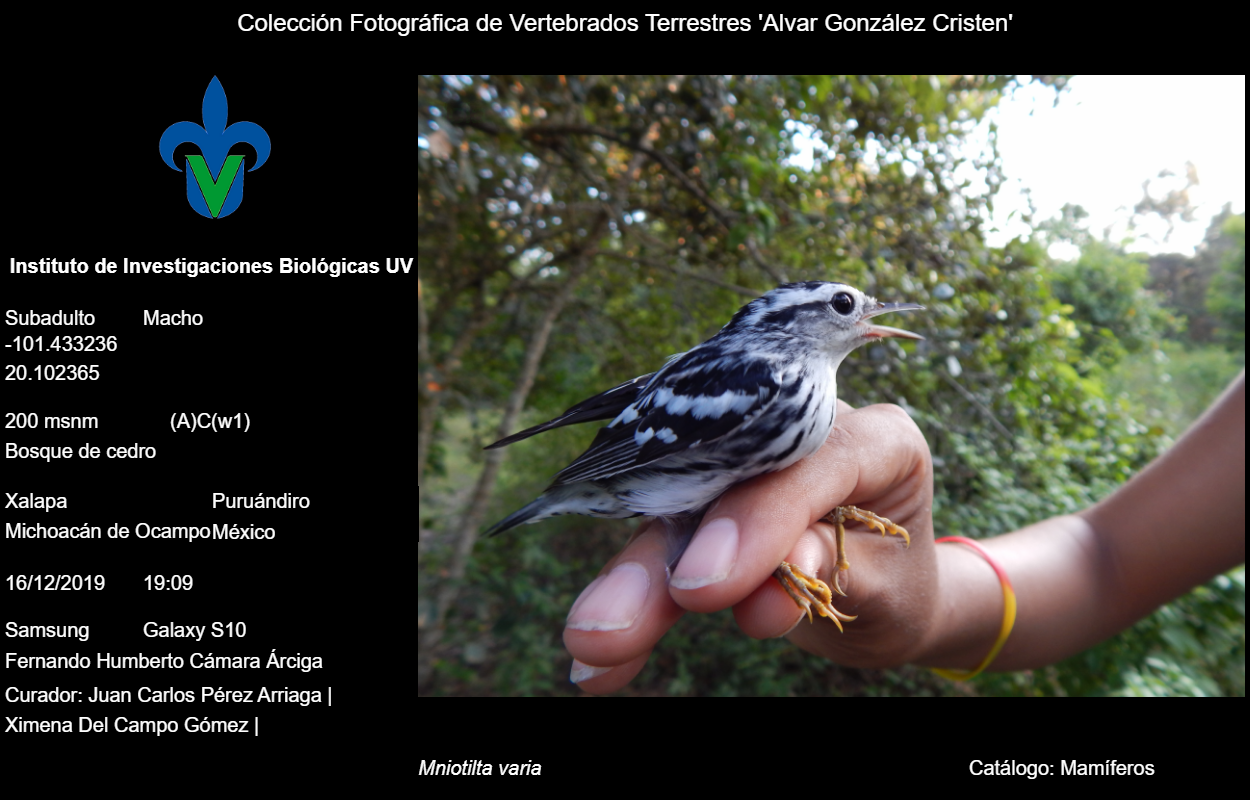 Colección Fotográfica de Vertebrados Terrestres 'Alvar González Cristen'
V
Instituto de Investigaciones Biológicas UV
Subadulto Macho
-101.433236
20.102365
200 msnm (A)C(w1)
Bosque de cedro
Xalapa Puruándiro
Michoacán de Ocampo México
16/12/2019 19:09
Samsung Galaxy S10
Fernando Humberto Cámara Árciga
Curador: Juan Carlos Pérez Arriaga |
Ximena Del Campo Gómez |
Mniotilta varia Catálogo: Mamíferos